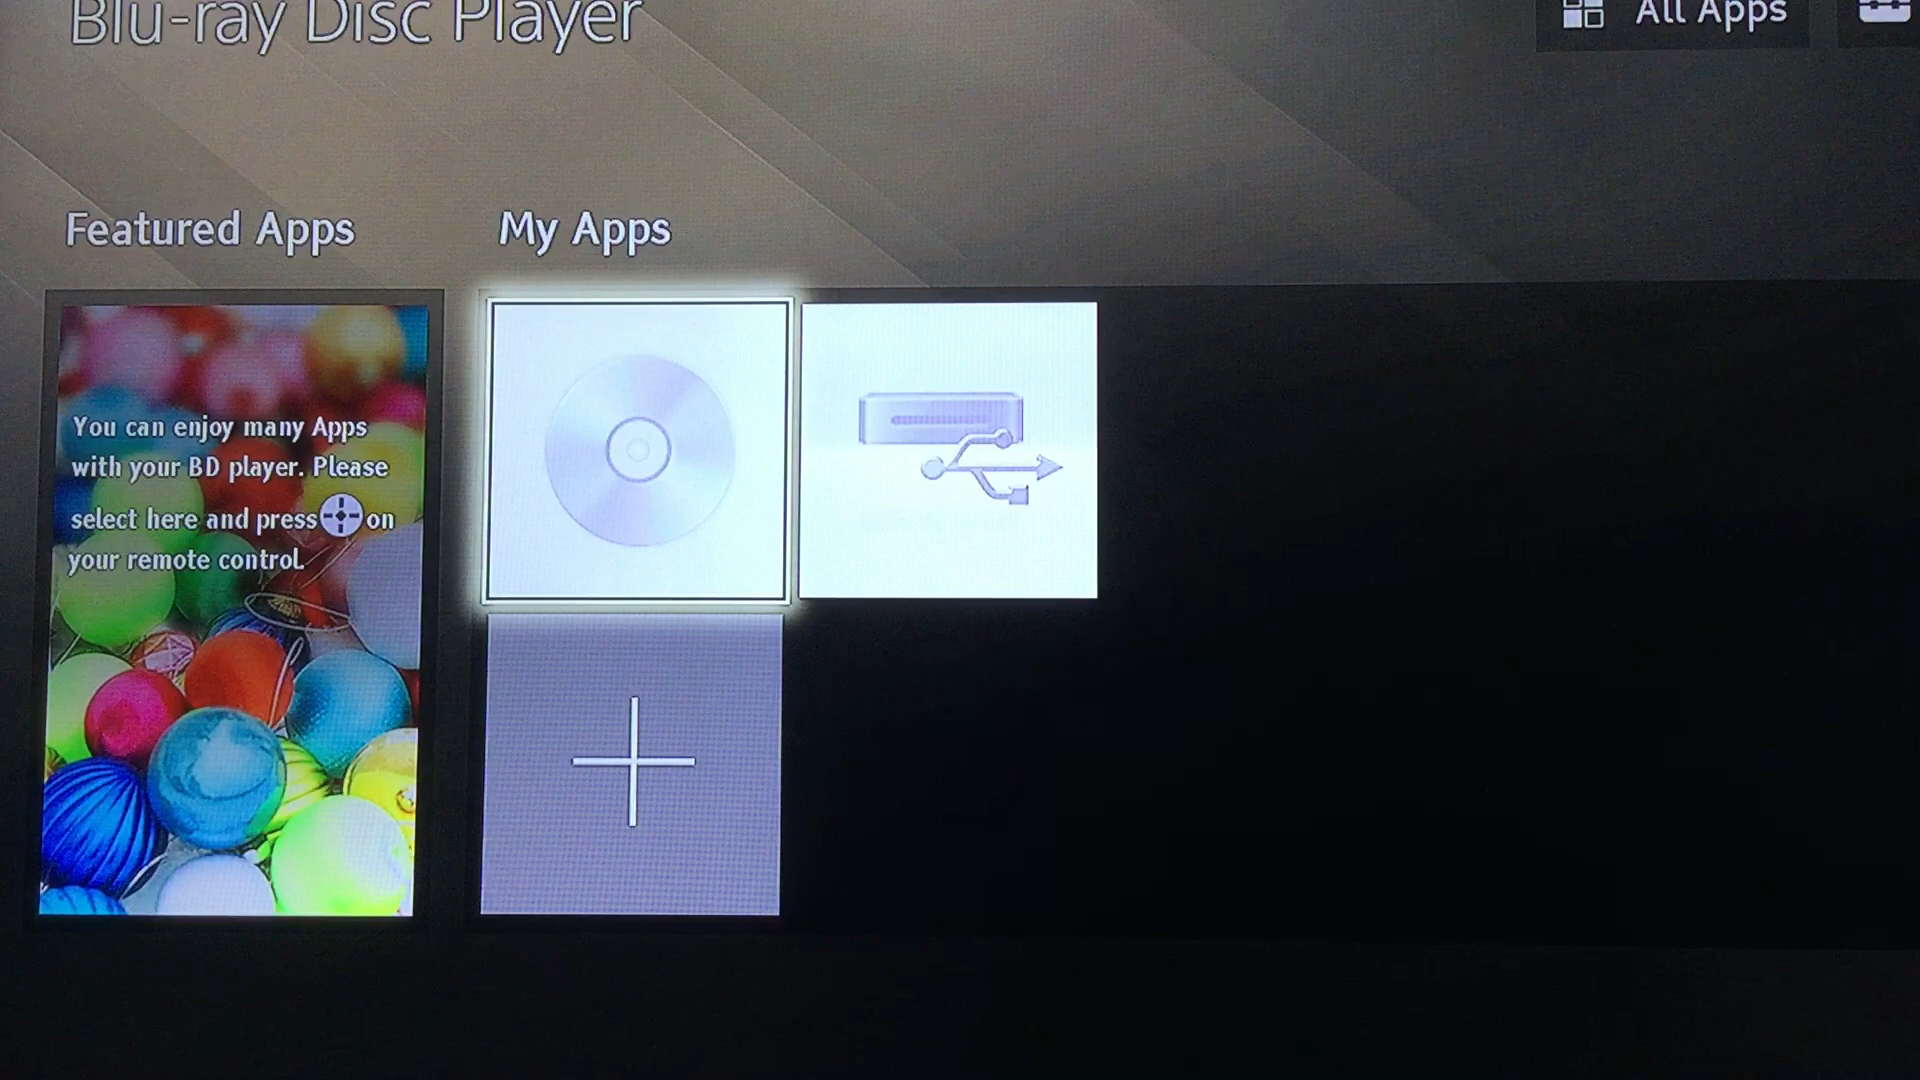 Blu-ray Disc Player
All Apps
Featured Apps
My Apps
You can enjoy many Apps
with your BD player. Please
select here and press on
your remote control.